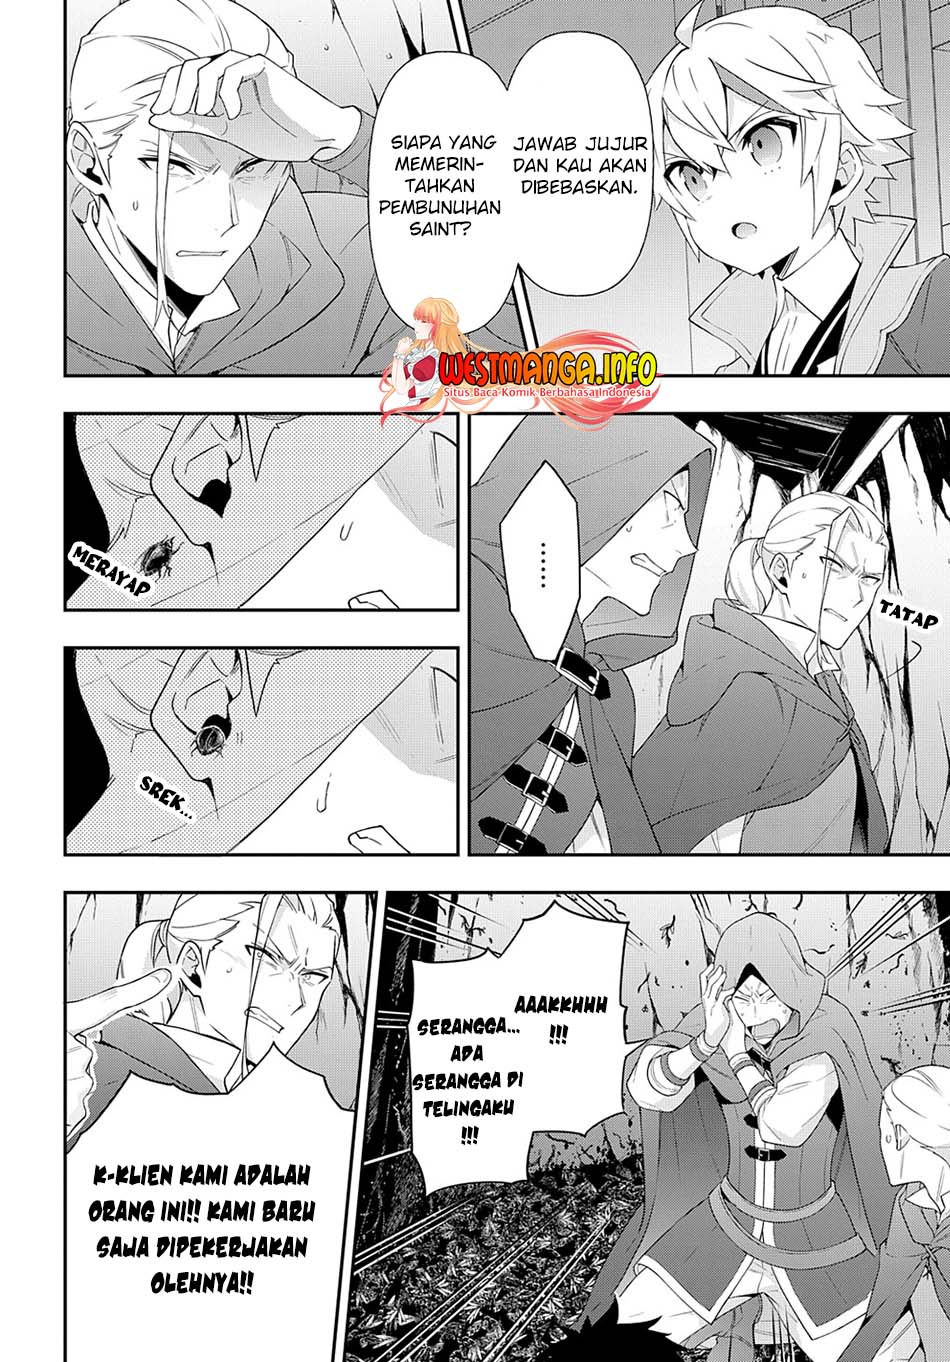 JAWAB JUJUR
DAN KAU AKAN
DIBEBASKAN.
SIAPA YANG
MEMERIN-
TAHKAN
PEMBUNUHAN
SAINT?
WESTMANGA.INFO
Situs Baca Komik Berbahasa Indonesia
TATAP
......
MERAYAP
SREK...
AAAKKHHH
!!!
SERANGGA...
ADA
SERANGGA DI
TELINGAKU
!!!
K-KLIEN KAMI ADALAH
ORANG INI!! KAMI BARU
SAJA DIPEKERJAKAN
OLEHNYA!!